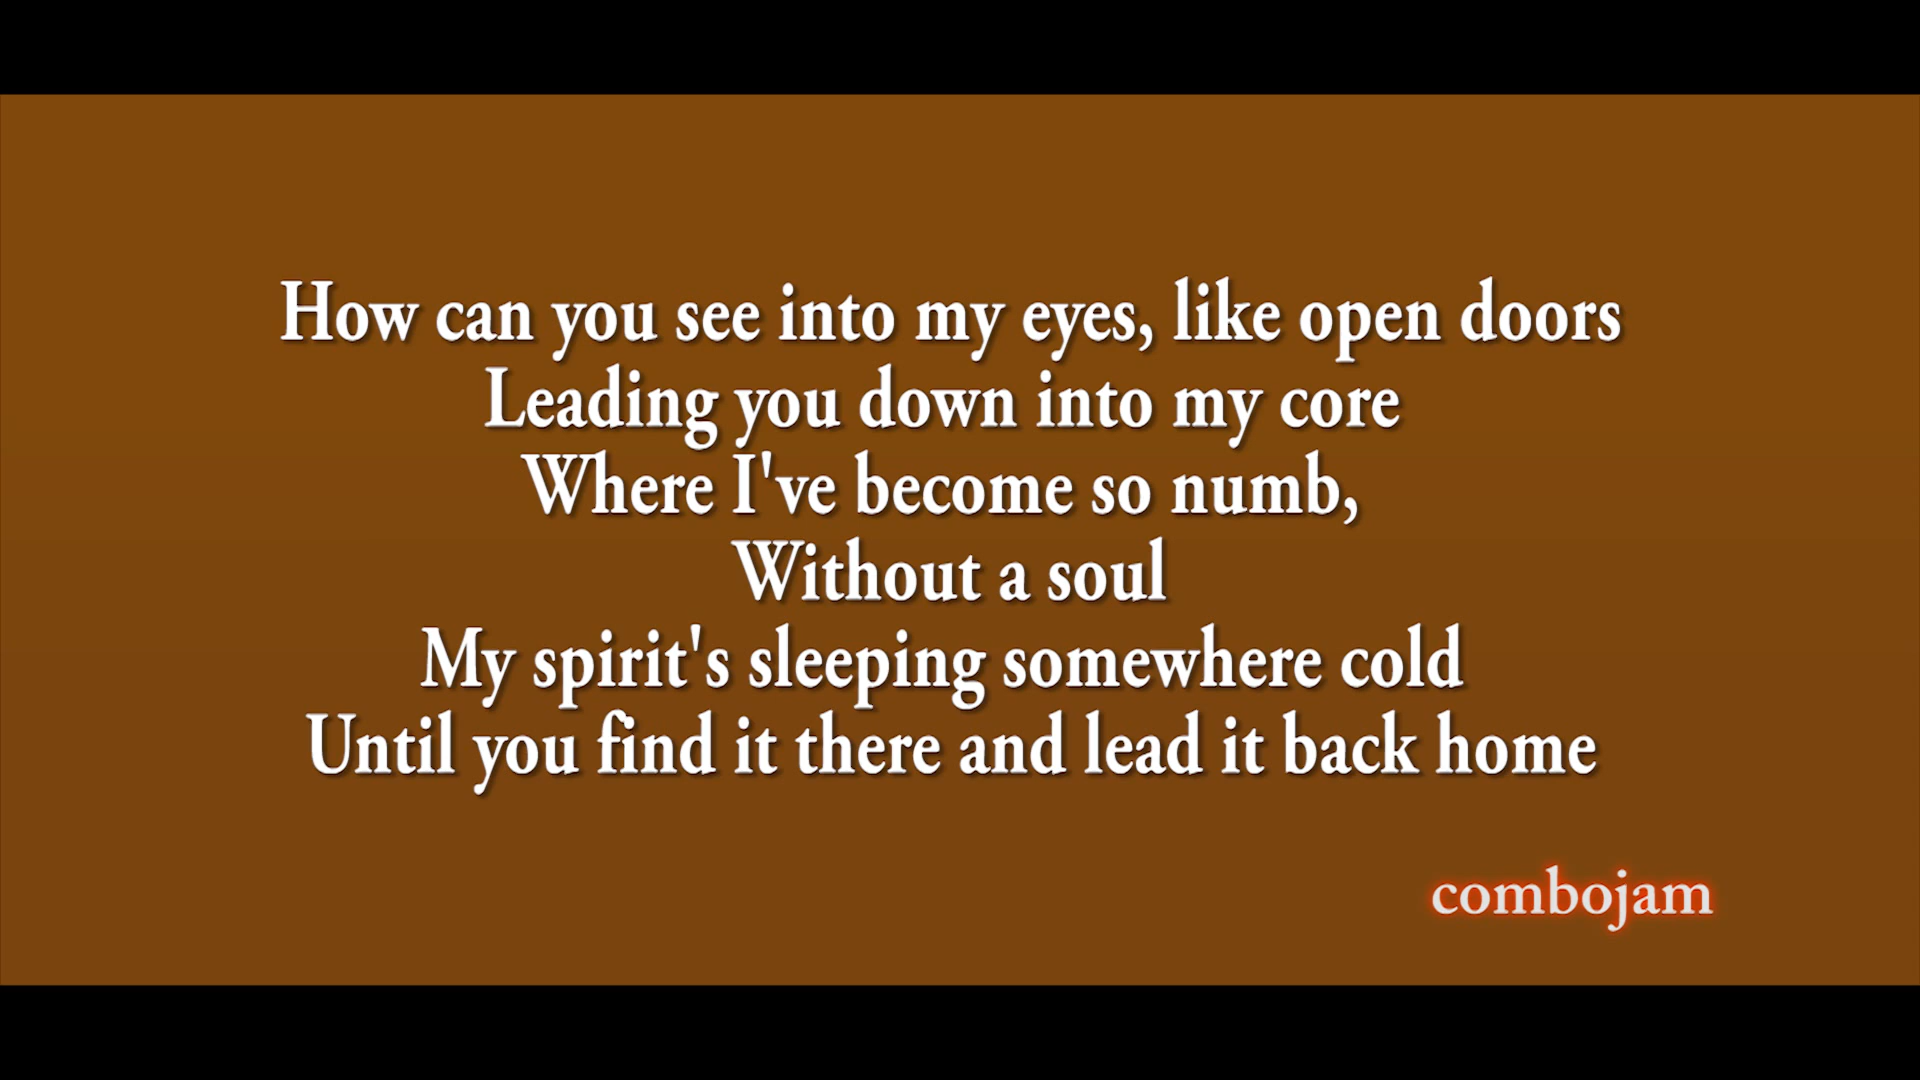 How can you see into my eyes, like open doors
Leading you down into my core
Where I've become so numb,
Without a soul
My spirit's sleeping somewhere cold
Until you find it there and lead it back home
combojam